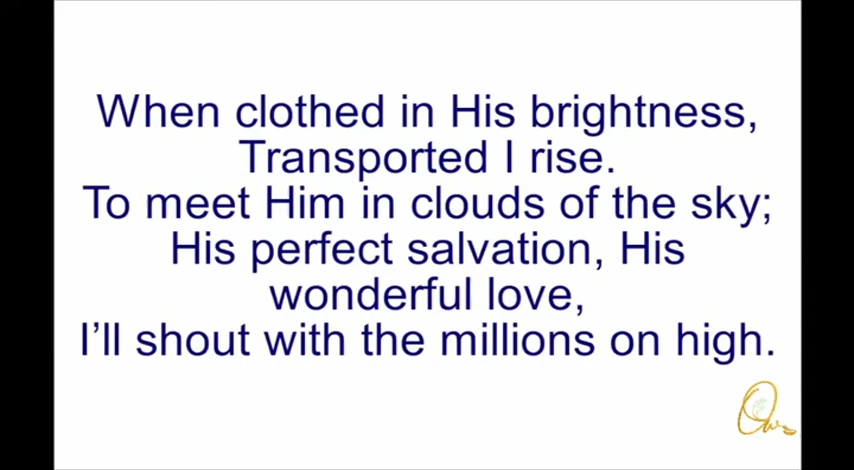 When clothed in His brightness,
Transported I rise.
To meet Him in clouds of the sky;
His perfect salvation, His
wonderful love,
I’ll shout with the millions on high.